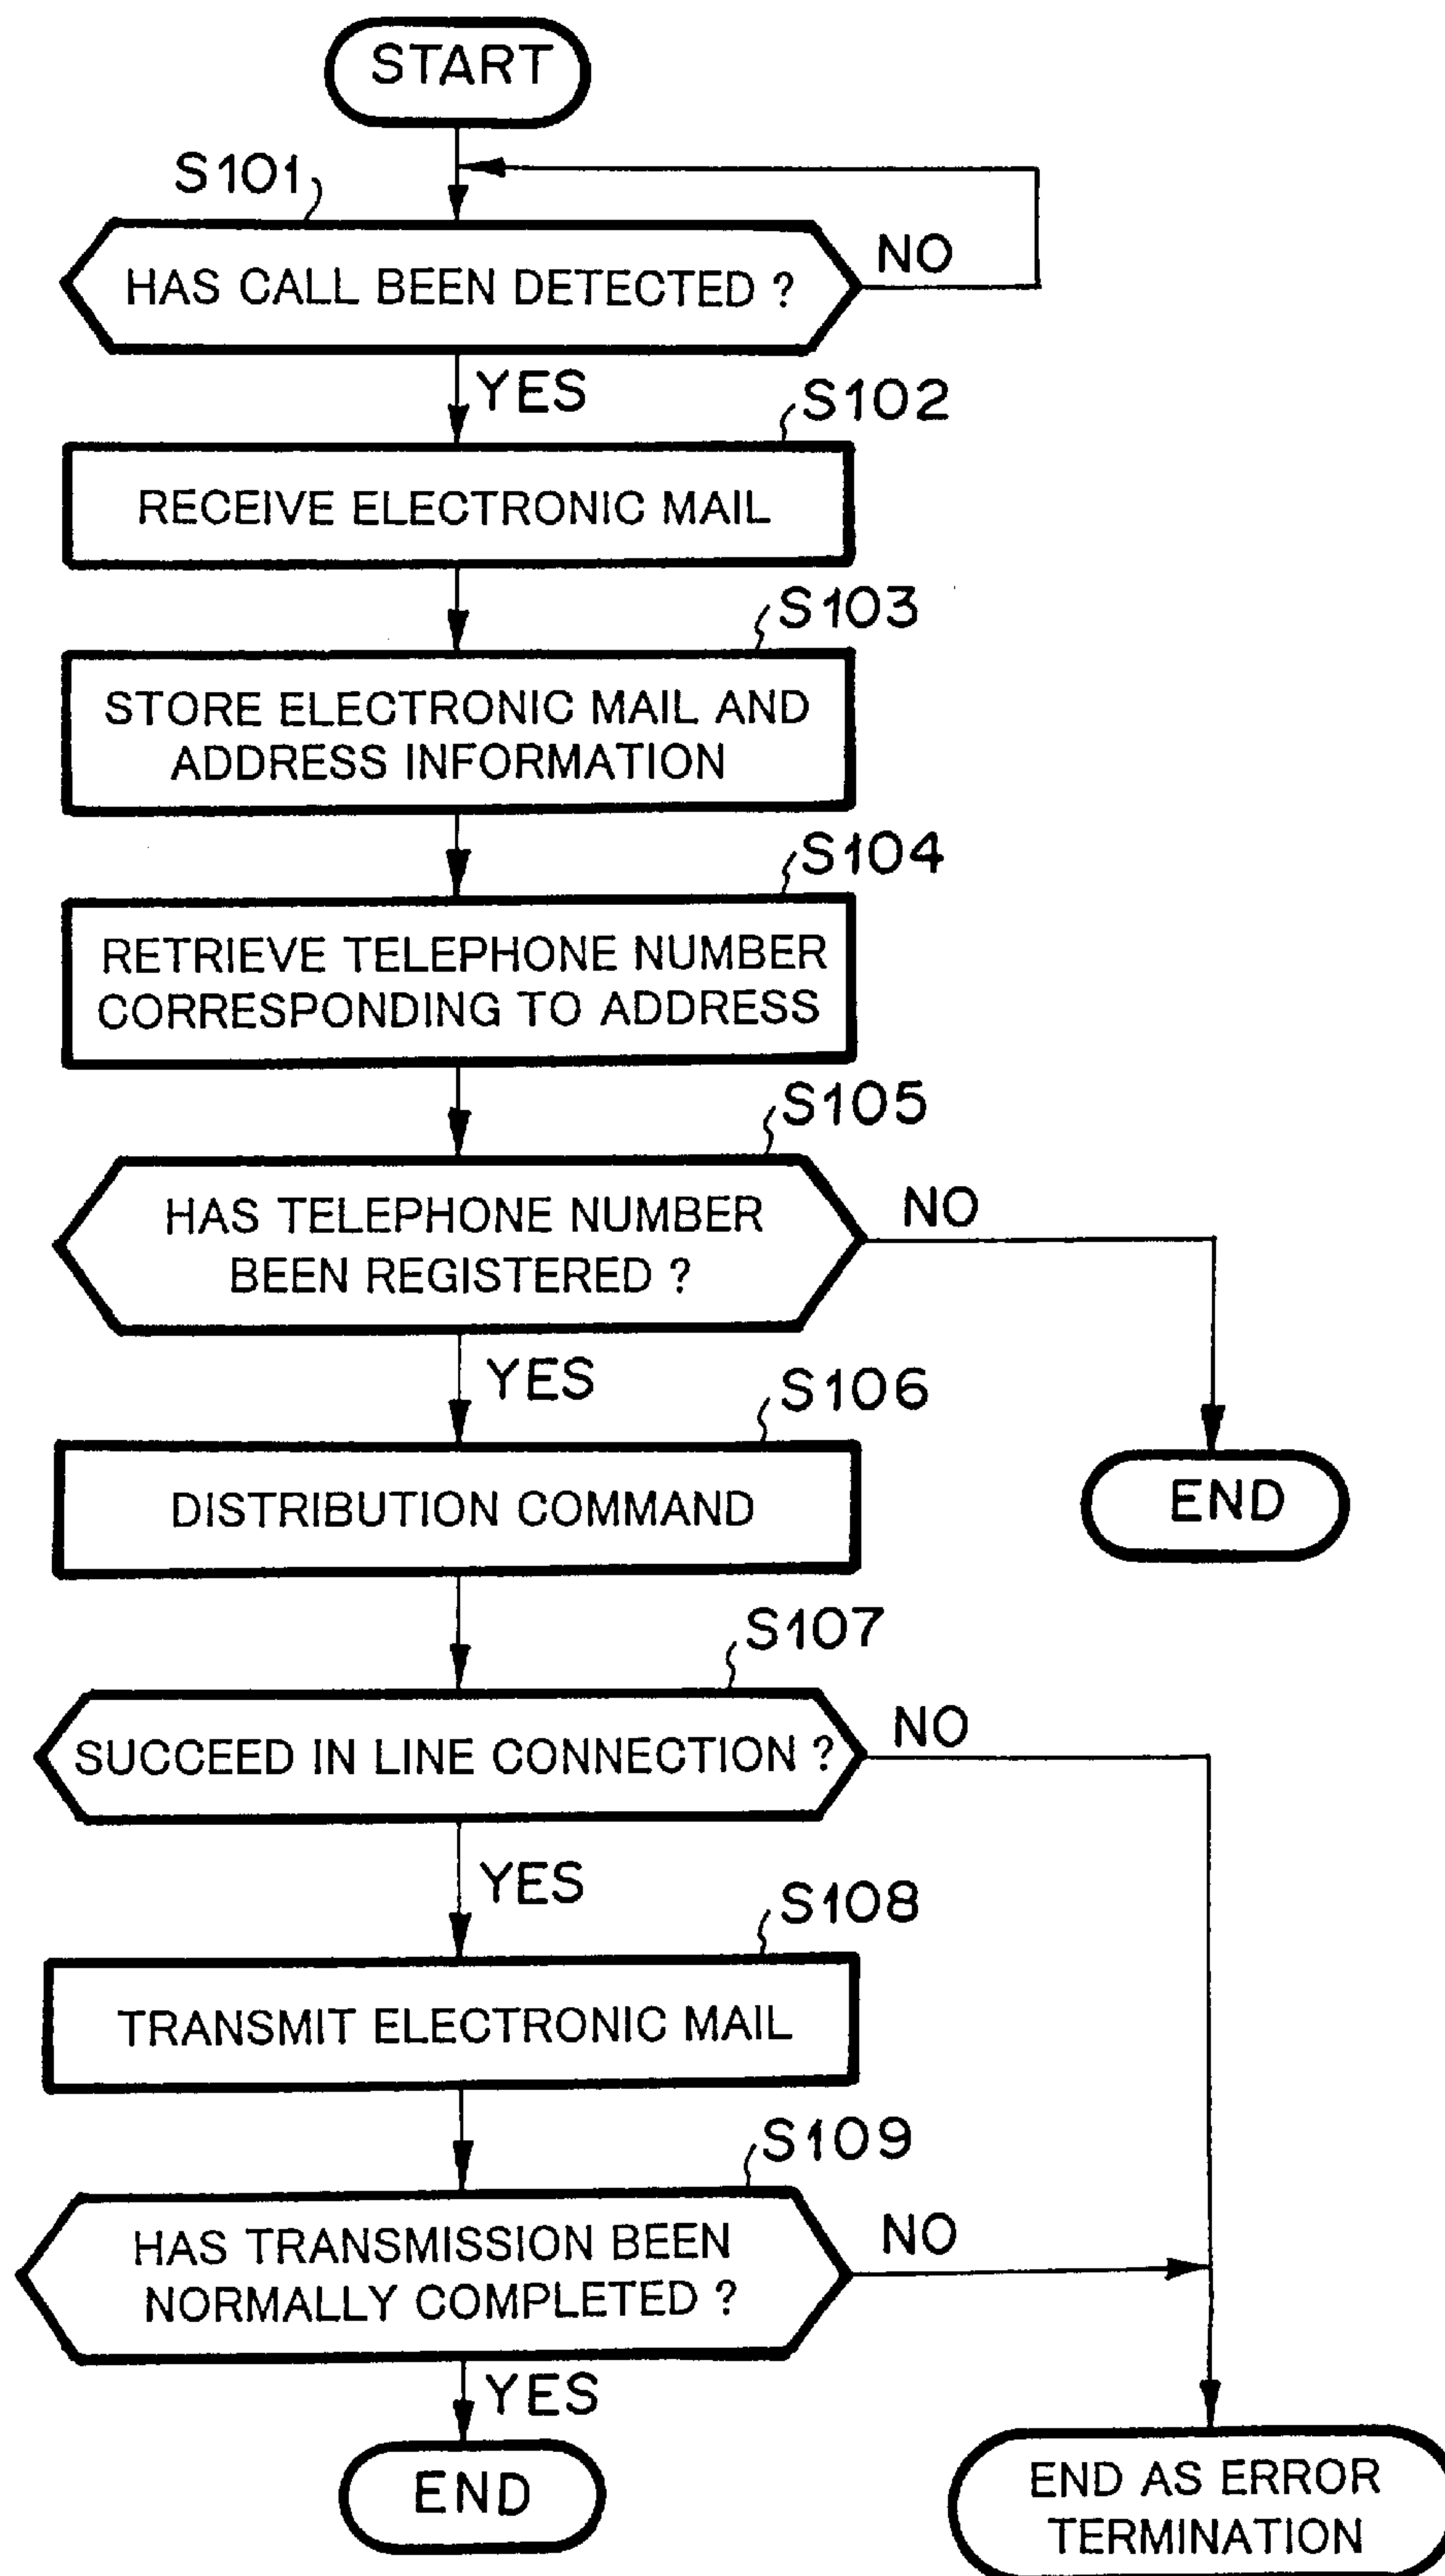 START
S101
HAS CALL BEEN DETECTED ?
NO
YES
S102
RECEIVE ELECTRONIC MAIL
S103
STORE ELECTRONIC MAIL AND
ADDRESS INFORMATION
S104
RETRIEVE TELEPHONE NUMBER
CORRESPONDING TO ADDRESS
S105
HAS TELEPHONE NUMBER
BEEN REGISTERED ?
NO
YES
END
S106
DISTRIBUTION COMMAND
S107
SUCCEED IN LINE CONNECTION ?
NO
YES
S108
TRANSMIT ELECTRONIC MAIL
S109
HAS TRANSMISSION BEEN
NORMALLY COMPLETED ?
NO
YES
END
END AS ERROR
TERMINATION